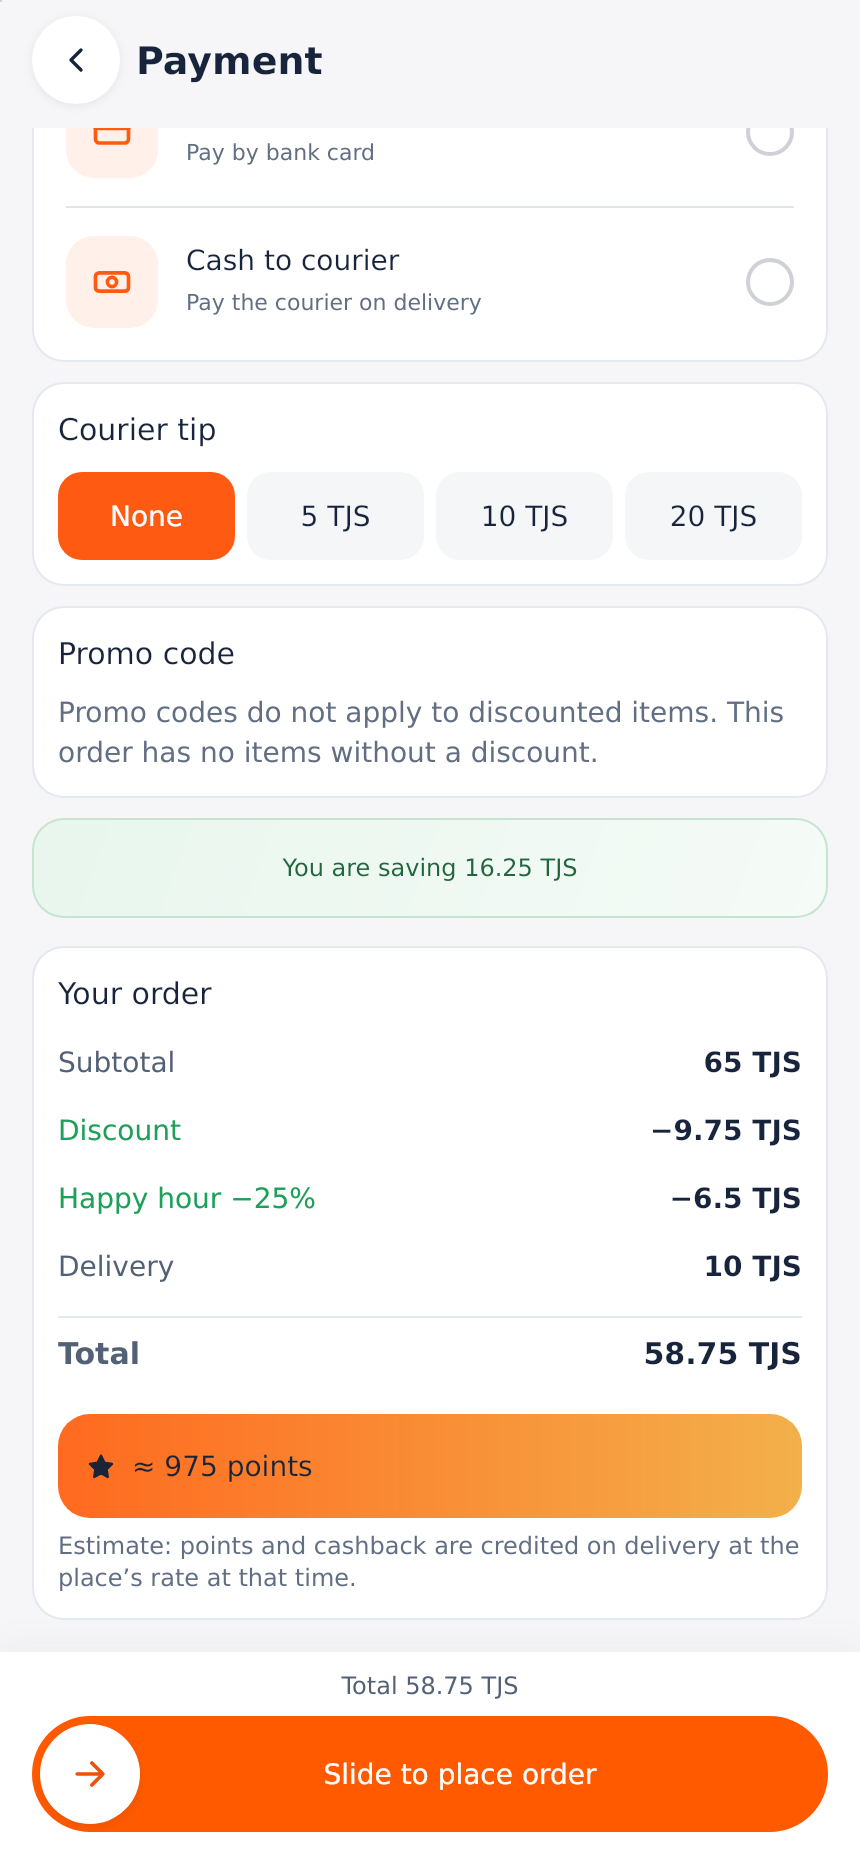 Payment
Pay by bank card
Cash to courier
Pay the courier on delivery
Courier tip
None
5 TJS
10 TJS
20 TJS
Promo code
Promo codes do not apply to discounted items. This
order has no items without a discount.
You are saving 16.25 TJS
Your order
Subtotal
65 TJS
Discount
−9.75 TJS
Happy hour −25%
−6.5 TJS
Delivery
10 TJS
Total
58.75 TJS
≈ 975 points
Estimate: points and cashback are credited on delivery at the
place’s rate at that time.
Total 58.75 TJS
Slide to place order